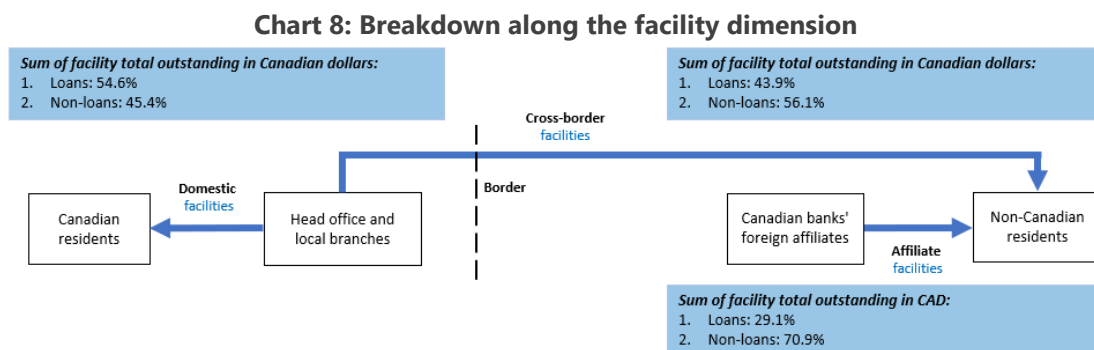 Chart 8: Breakdown along the facility dimension
Sum of facility total outstanding in Canadian dollars:
1. Loans: 54.6%
2. Non-loans: 45.4%
Sum of facility total outstanding in Canadian dollars:
1. Loans: 43.9%
2. Non-loans: 56.1%
Cross-border
facilities
Domestic
facilities
Border
Canadian
residents
Head office and
local branches
Canadian banks'
foreign affiliates
Non-Canadian
residents
Affiliate
facilities
Sum of facility total outstanding in CAD:
1. Loans: 29.1%
2. Non-loans: 70.9%